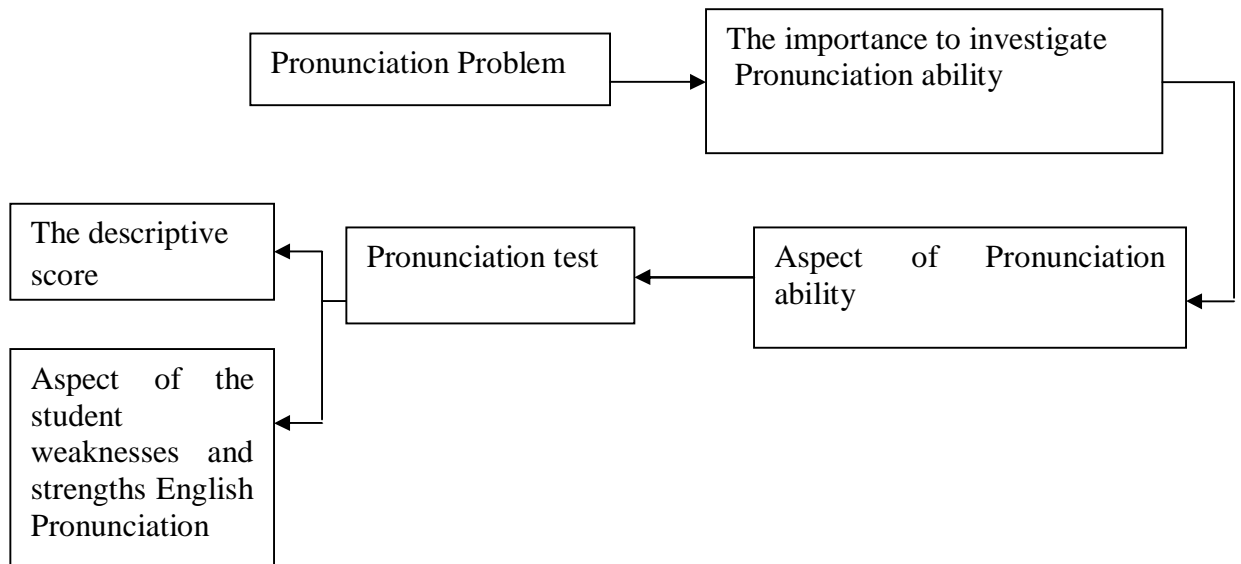 Pronunciation Problem
The importance to investigate
Pronunciation ability
Aspect of Pronunciation
ability
Pronunciation test
The descriptive
score
Aspect of the
student
weaknesses and
strengths English
Pronunciation